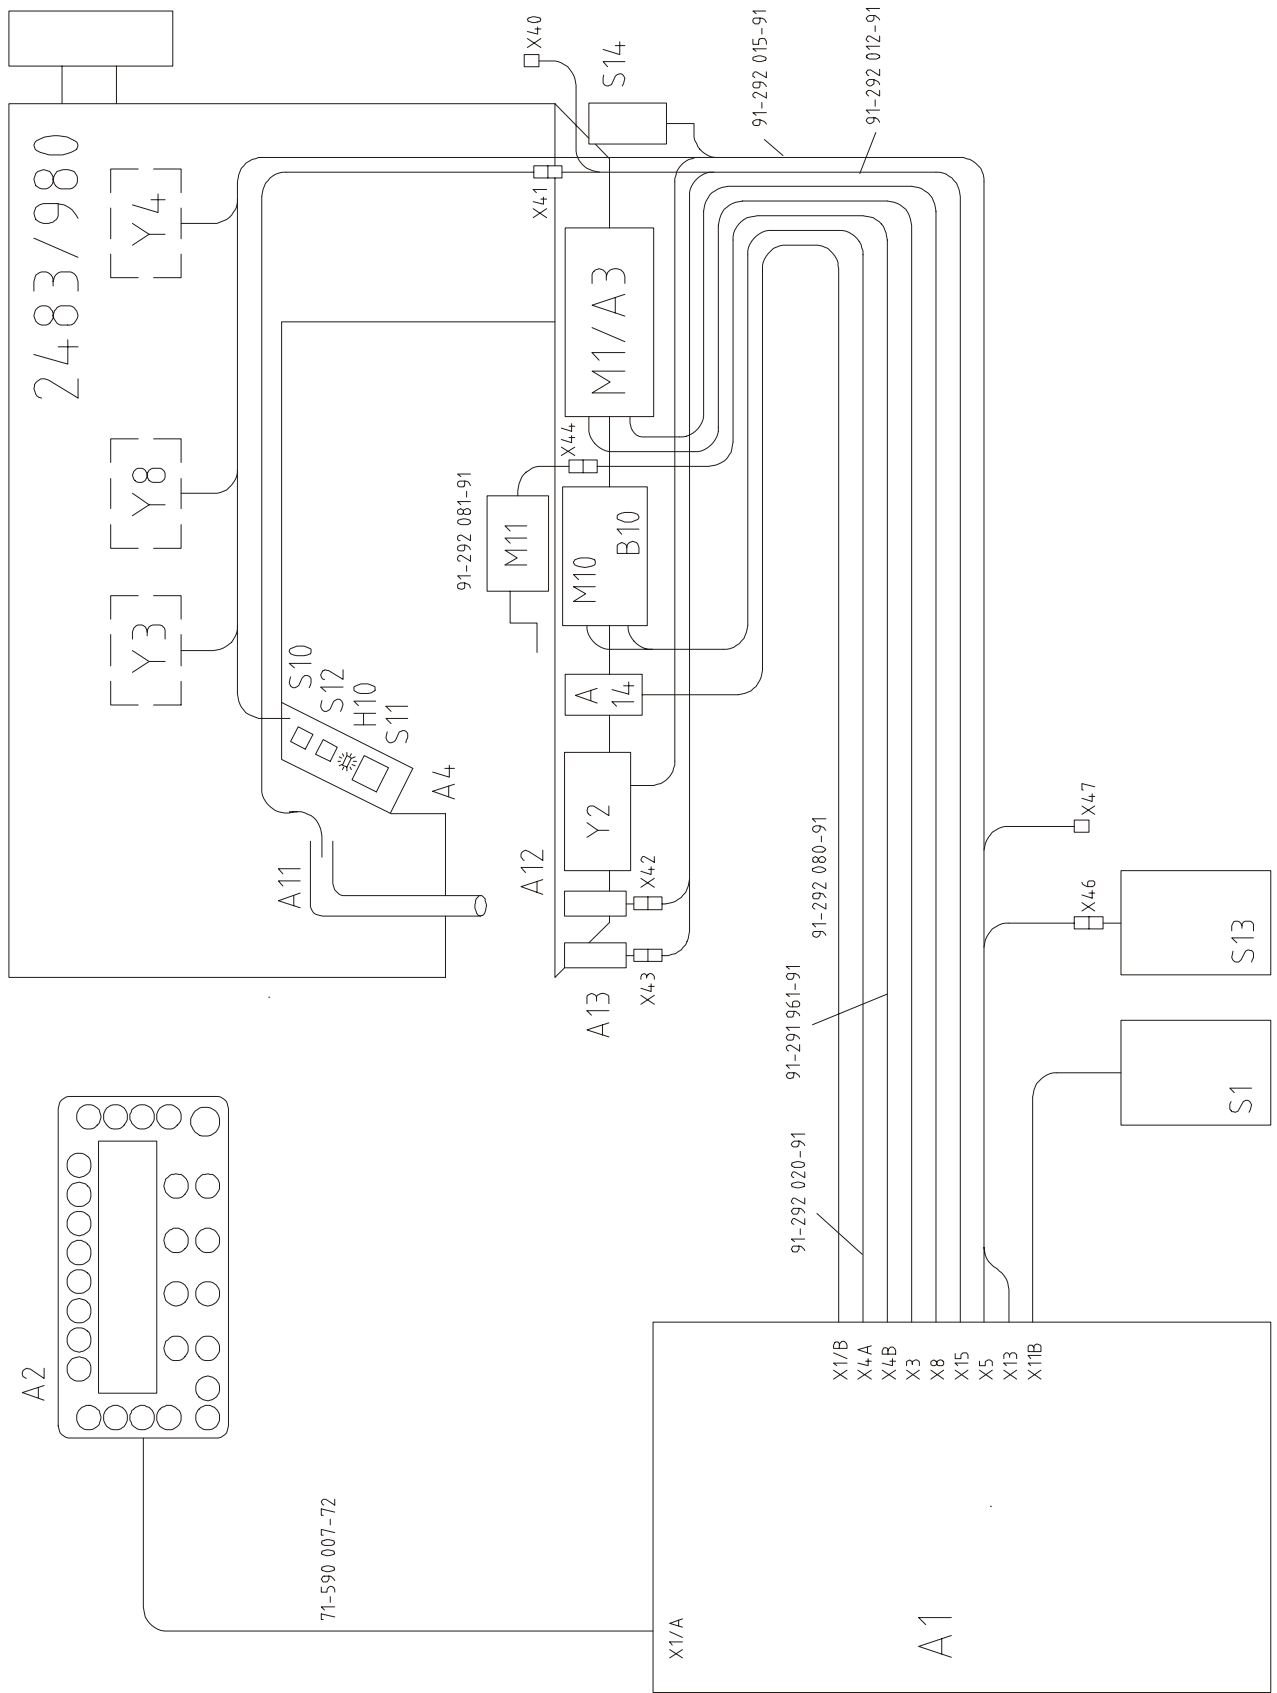 2483/980
Y4
Y8
Y3
X40
S14
91-292 015-91
91-292 012-91
X41
M1/A3
X44
91-292 081-91
M11
M10
B10
S10
S12
H10
S11
A4
A11
A
14
Y2
A12
X42
X43
A13
91-292 080-91
91-291 961-91
91-292 020-91
X47
X46
S13
S1
A2
71-590 007-72
X1/A
A1
X1/B
X4A
X4B
X3
X8
X15
X5
X13
X11B